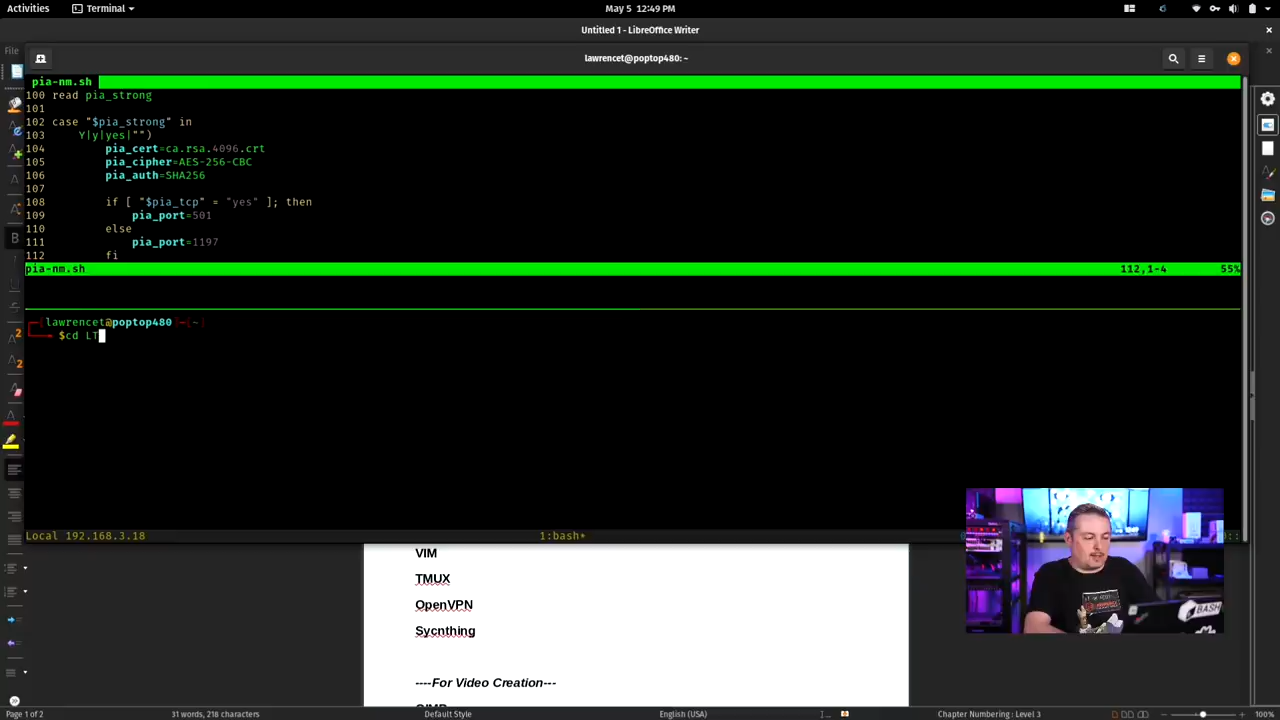 Activities
Terminal
May 5 12:49 PM
Untitled 1 - LibreOffice Writer
File
lawrencet@poptop480: ~
pia-nm.sh
100 read pia_strong
101
102 case "$pia_strong" in
103     Y|y|yes|"")
104         pia_cert=ca.rsa.4096.crt
105         pia_cipher=AES-256-CBC
106         pia_auth=SHA256
107
108         if [ "$pia_tcp" = "yes" ]; then
109             pia_port=501
110         else
111             pia_port=1197
112         fi
pia-nm.sh 112,1-4 55%
lawrencet@poptop480 - ~
$cd LT
Local 192.168.3.18 1:bash*
BASH
VIM
TMUX
OpenVPN
Sycnthing
----For Video Creation---
Page 1 of 2 31 words, 218 characters Default Style English (USA) Chapter Numbering : Level 3 100%